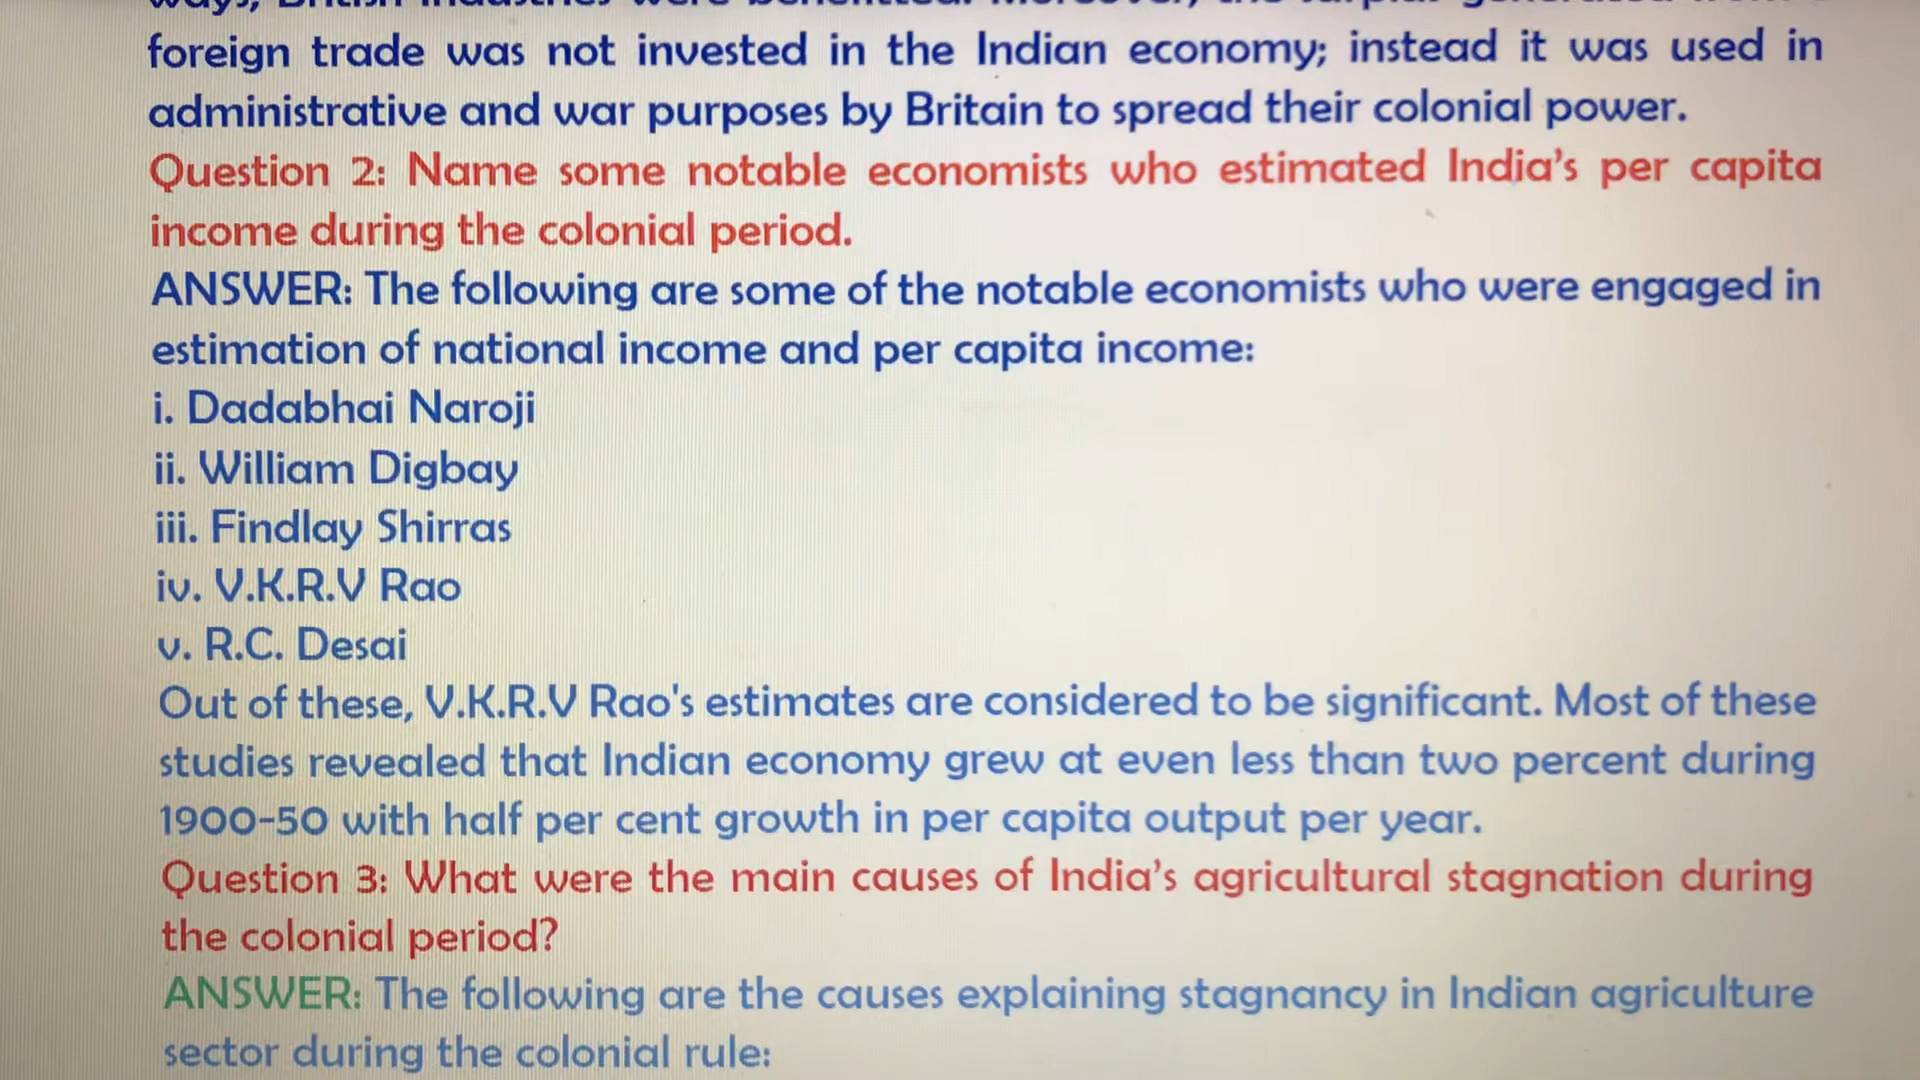 foreign trade was not invested in the Indian economy; instead it was used in
administrative and war purposes by Britain to spread their colonial power.
Question 2: Name some notable economists who estimated India's per capita
income during the colonial period.
ANSWER: The following are some of the notable economists who were engaged in
estimation of national income and per capita income:
i. Dadabhai Naroji
ii. William Digbay
iii. Findlay Shirras
iv. V.K.R.V Rao
v. R.C. Desai
Out of these, V.K.R.V Rao's estimates are considered to be significant. Most of these
studies revealed that Indian economy grew at even less than two percent during
1900-50 with half per cent growth in per capita output per year.
Question 3: What were the main causes of India's agricultural stagnation during
the colonial period?
ANSWER: The following are the causes explaining stagnancy in Indian agriculture
sector during the colonial rule: